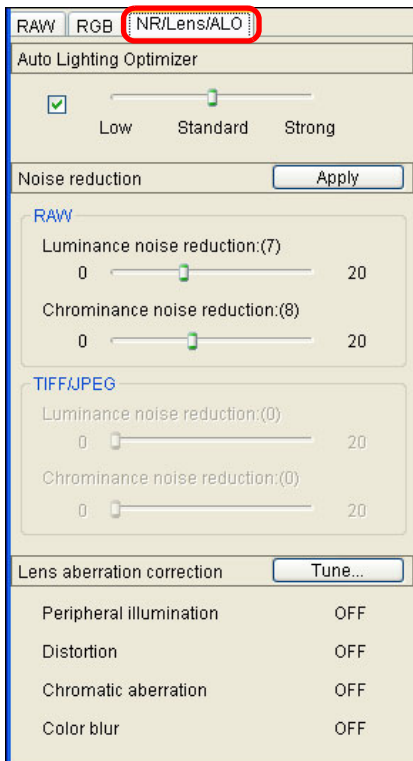 RAW RGB NR/Lens/ALO
Auto Lighting Optimizer
Low Standard Strong
Noise reduction Apply
RAW
Luminance noise reduction:(7)
0 20
Chrominance noise reduction:(8)
0 20
TIFF/JPEG
Luminance noise reduction:(0)
0 20
Chrominance noise reduction:(0)
0 20
Lens aberration correction Tune...
Peripheral illumination OFF
Distortion OFF
Chromatic aberration OFF
Color blur OFF